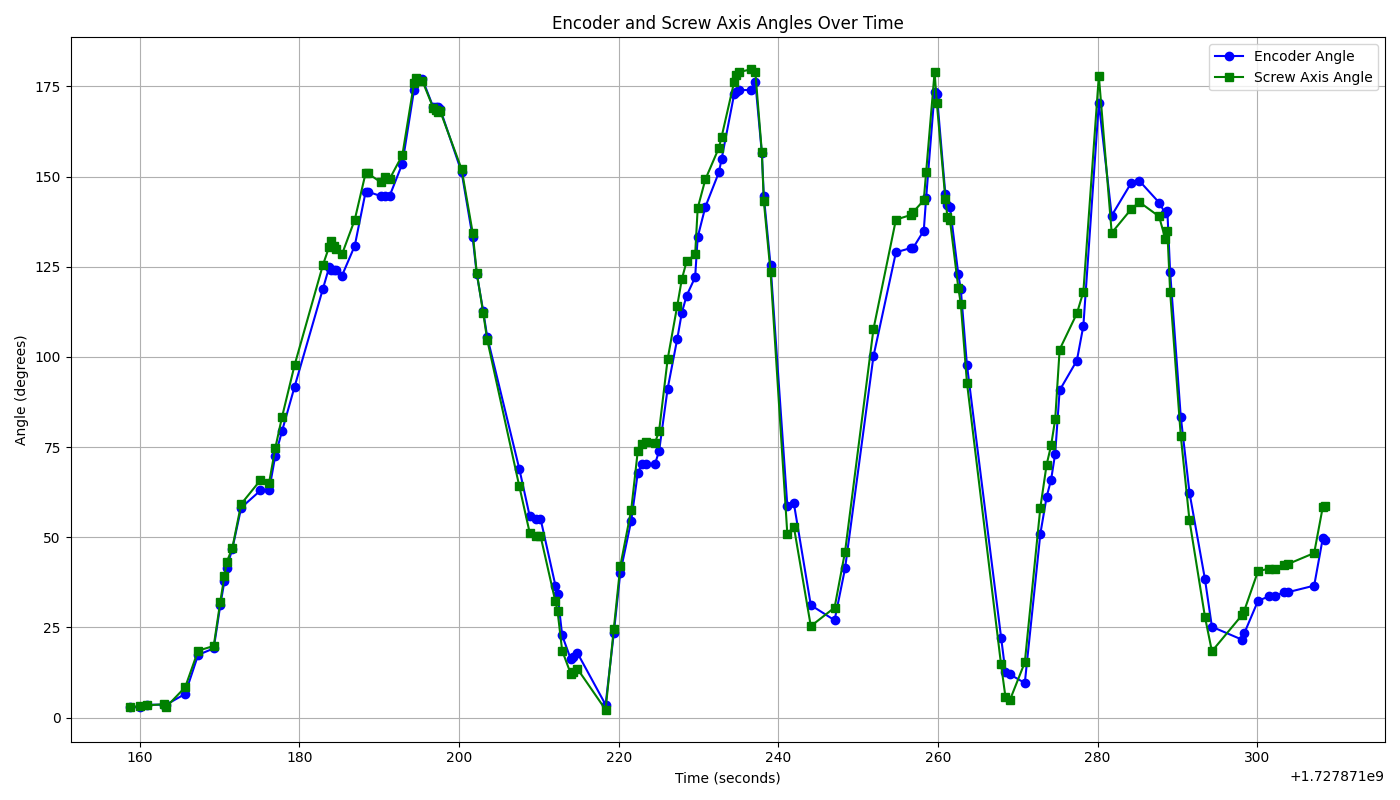 Encoder and Screw Axis Angles Over Time
Encoder Angle
Screw Axis Angle
Angle (degrees)
175
150
125
100
75
50
25
0
160 180 200 220 240 260 280 300
Time (seconds)
+1.727871e9